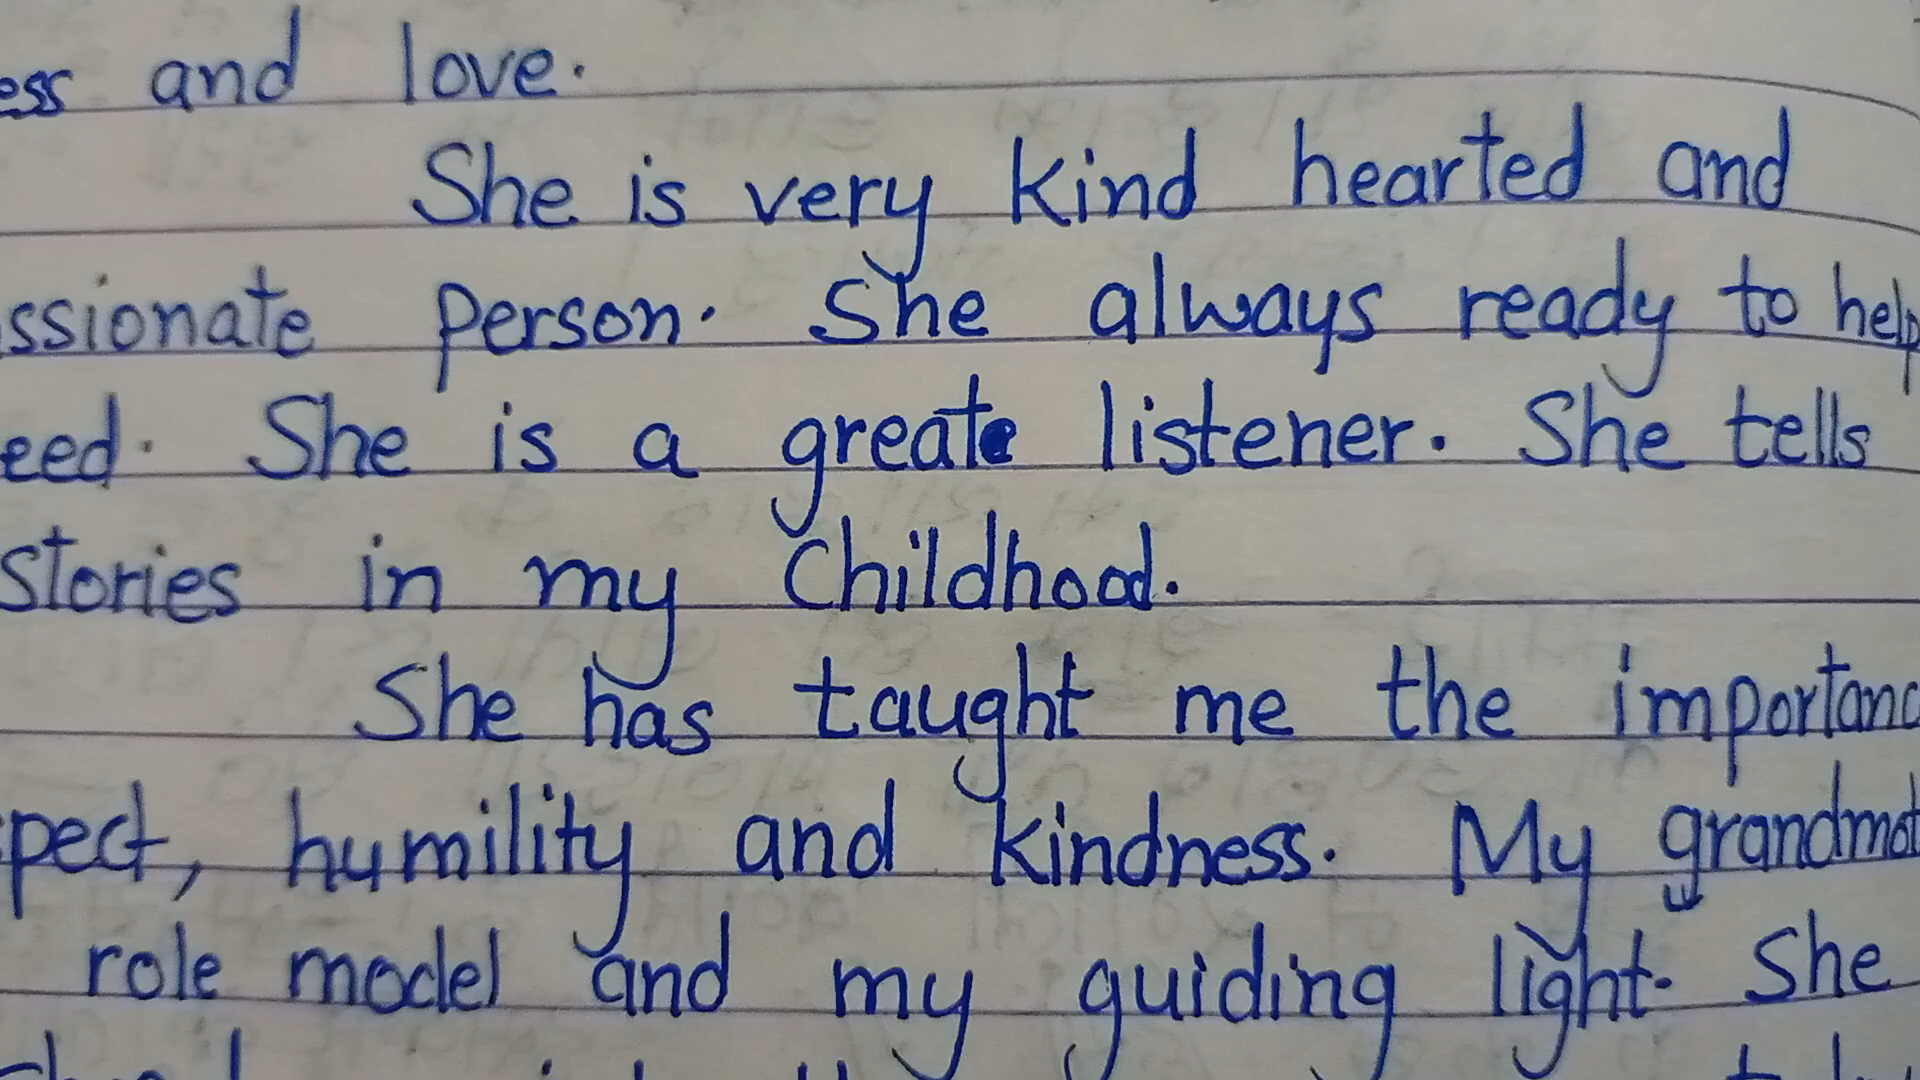 ess and love.
She is very kind hearted and
ssionate person. She always ready to help
eed. She is a greate listener. She tells
stories in my Childhood.
She has taught me the importanc
pect, humility and kindness. My grandmot
role model and my guiding light. She